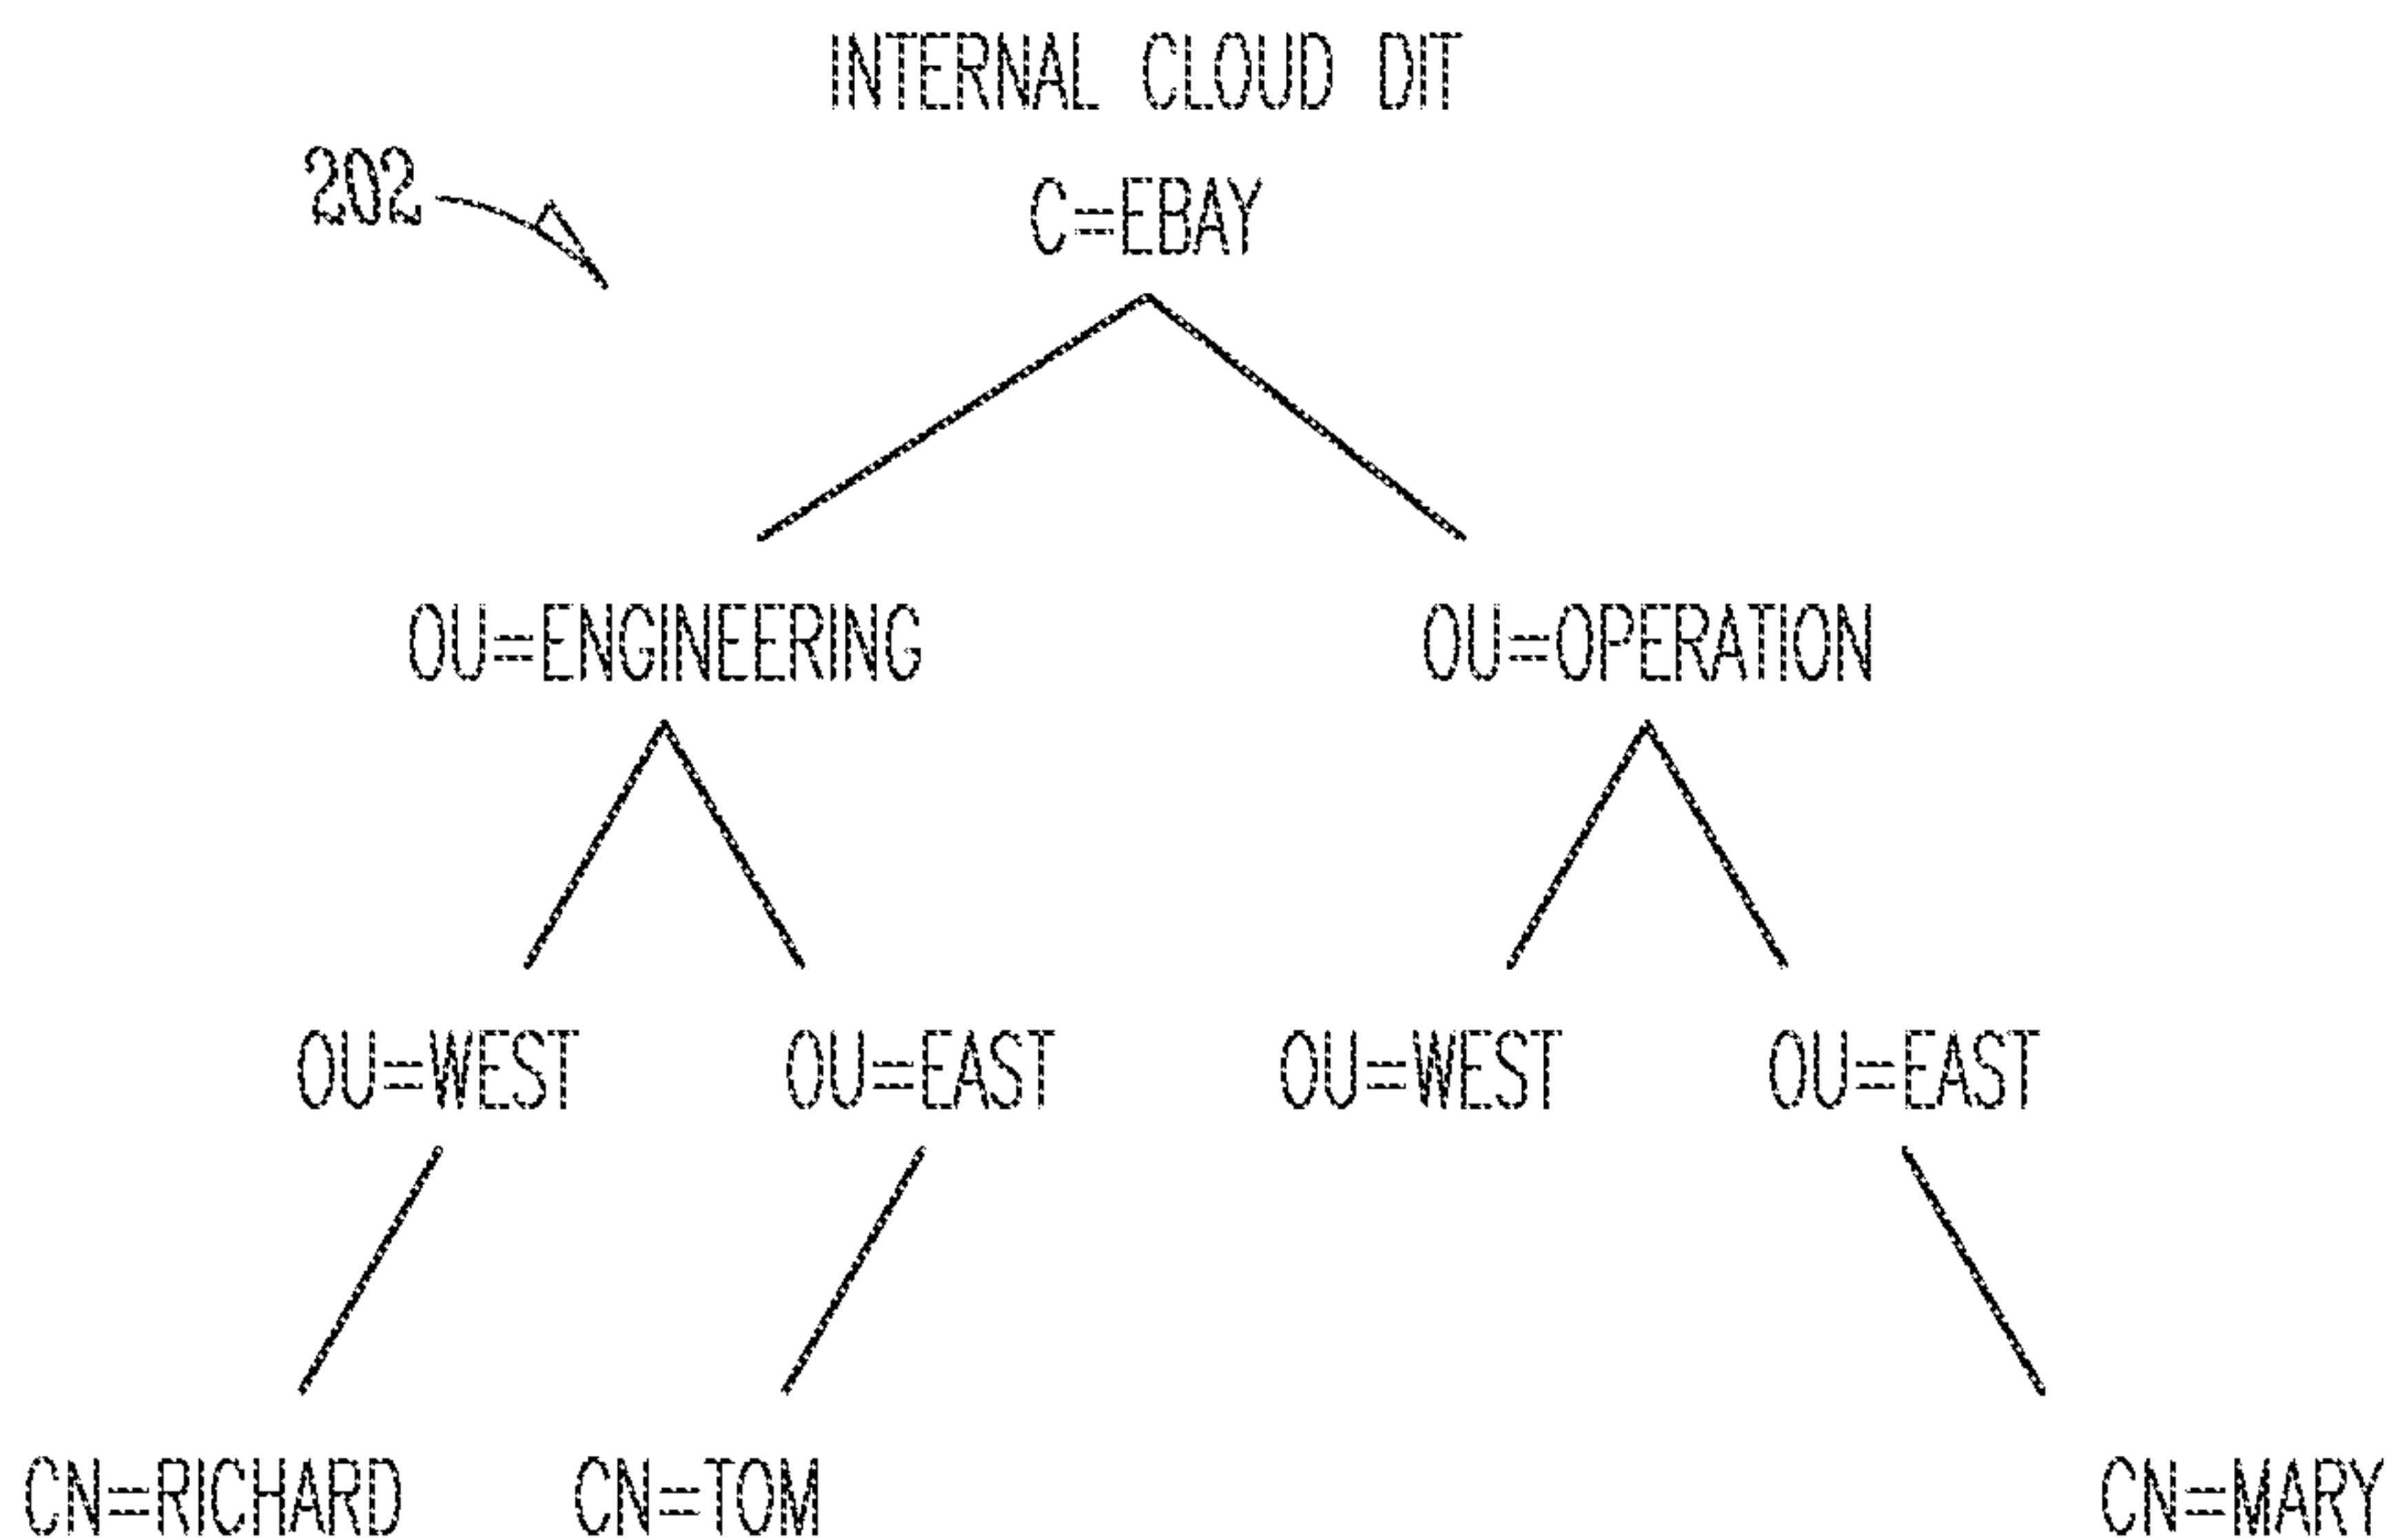 INTERNAL CLOUD DIT
202
C=EBAY
OU=ENGINEERING OU=OPERATION
OU=WEST OU=EAST OU=WEST OU=EAST
CN=RICHARD CN=TOM CN=MARY